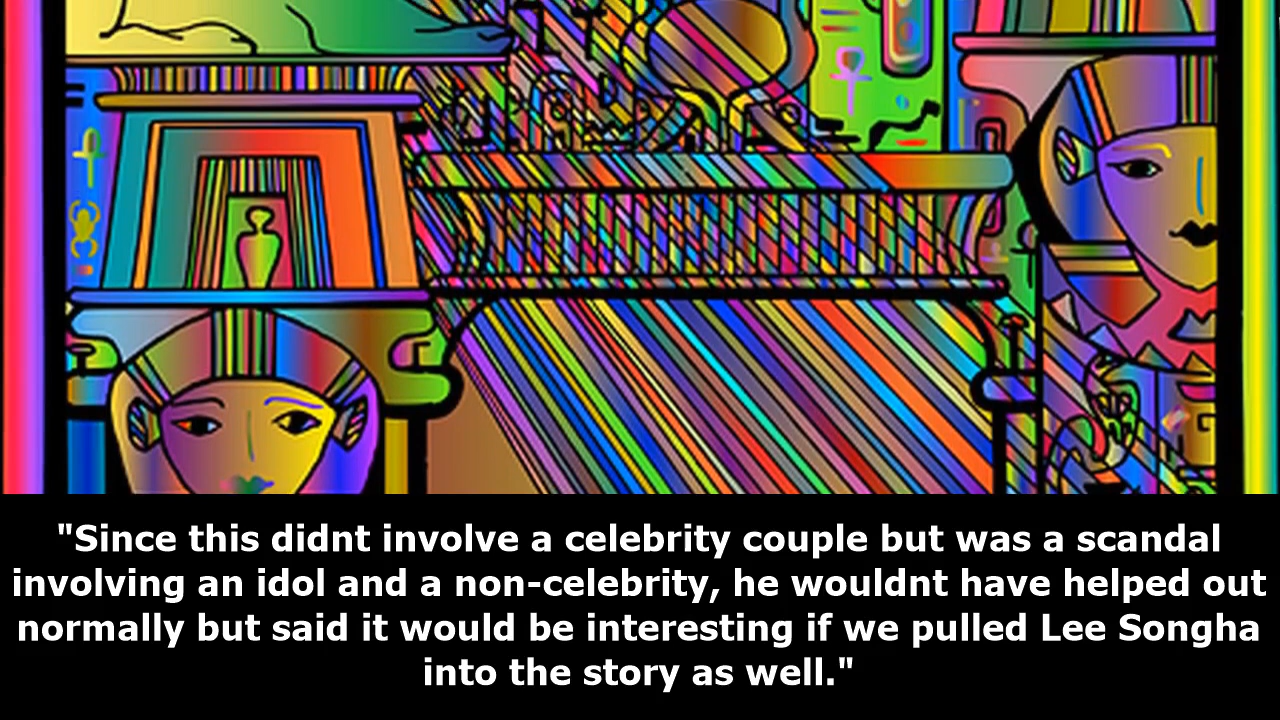 "Since this didnt involve a celebrity couple but was a scandal
involving an idol and a non-celebrity, he wouldnt have helped out
normally but said it would be interesting if we pulled Lee Songha
into the story as well."